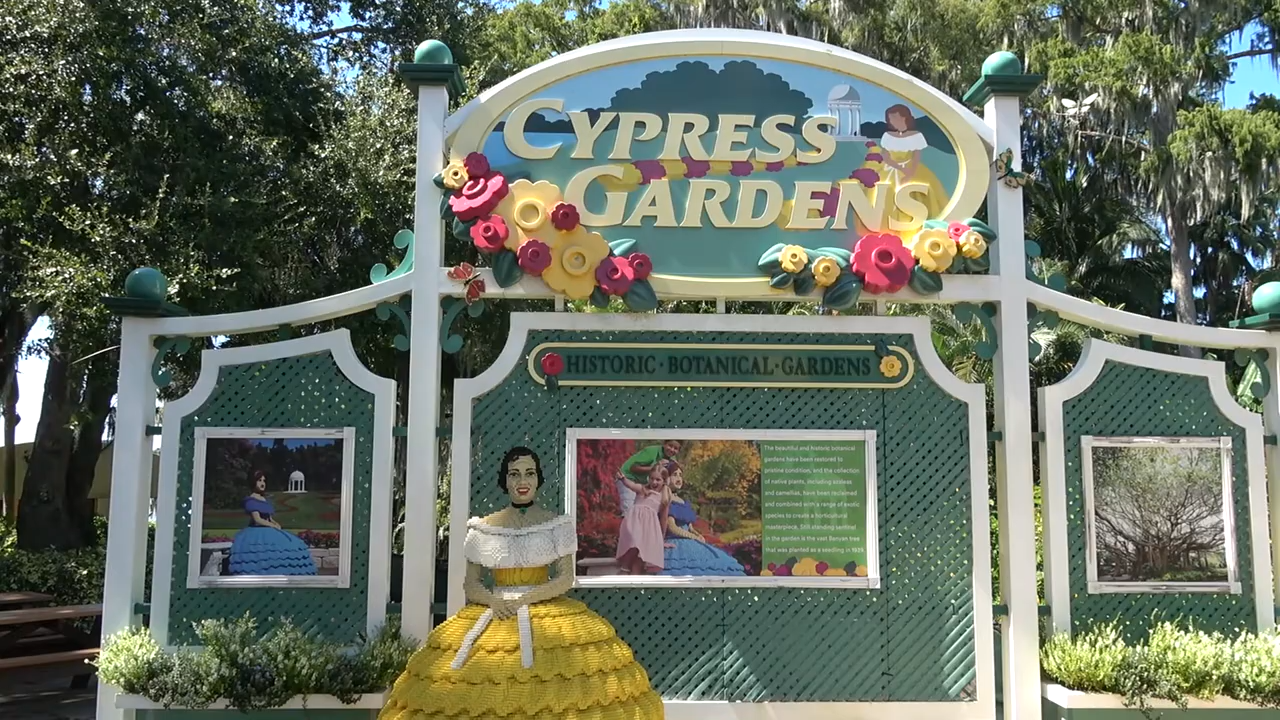 CYPRESS
GARDENS
HISTORIC · BOTANICAL · GARDENS
The beautiful and historic botanical
gardens have been restored to
pristine condition, and the collection
of native plants, including azaleas
and camellias, have been reclaimed
and combined with a range of exotic
species to create a horticultural
masterpiece. Still standing sentinel
in the garden is the vast Banyan tree
that was planted as a seedling in 1939.